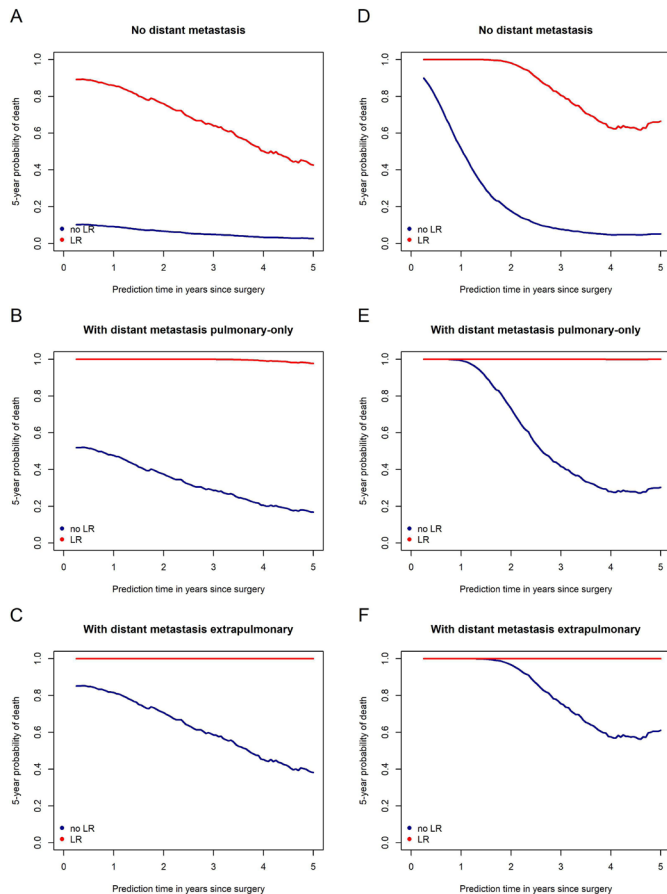 A
No distant metastasis
5-year probability of death
1.0
0.8
0.6
0.4
0.2
0.0
no LR
LR
0 1 2 3 4 5
Prediction time in years since surgery
D
No distant metastasis
5-year probability of death
1.0
0.8
0.6
0.4
0.2
0.0
no LR
LR
0 1 2 3 4 5
Prediction time in years since surgery
B
With distant metastasis pulmonary-only
5-year probability of death
1.0
0.8
0.6
0.4
0.2
0.0
no LR
LR
0 1 2 3 4 5
Prediction time in years since surgery
E
With distant metastasis pulmonary-only
5-year probability of death
1.0
0.8
0.6
0.4
0.2
0.0
no LR
LR
0 1 2 3 4 5
Prediction time in years since surgery
C
With distant metastasis extrapulmonary
5-year probability of death
1.0
0.8
0.6
0.4
0.2
0.0
no LR
LR
0 1 2 3 4 5
Prediction time in years since surgery
F
With distant metastasis extrapulmonary
5-year probability of death
1.0
0.8
0.6
0.4
0.2
0.0
no LR
LR
0 1 2 3 4 5
Prediction time in years since surgery